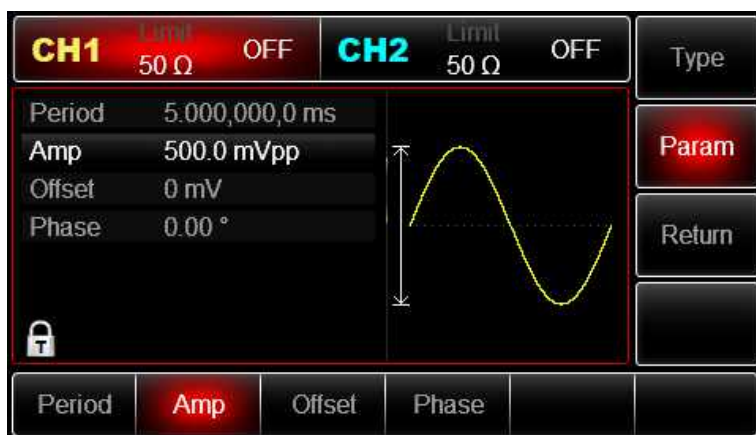 CH1 Limit 50 Ω OFF CH2 Limit 50 Ω OFF
Type
Period 5.000,000,0 ms
Amp 500.0 mVpp
Offset 0 mV
Phase 0.00 °
T
Param
Return
Period Amp Offset Phase